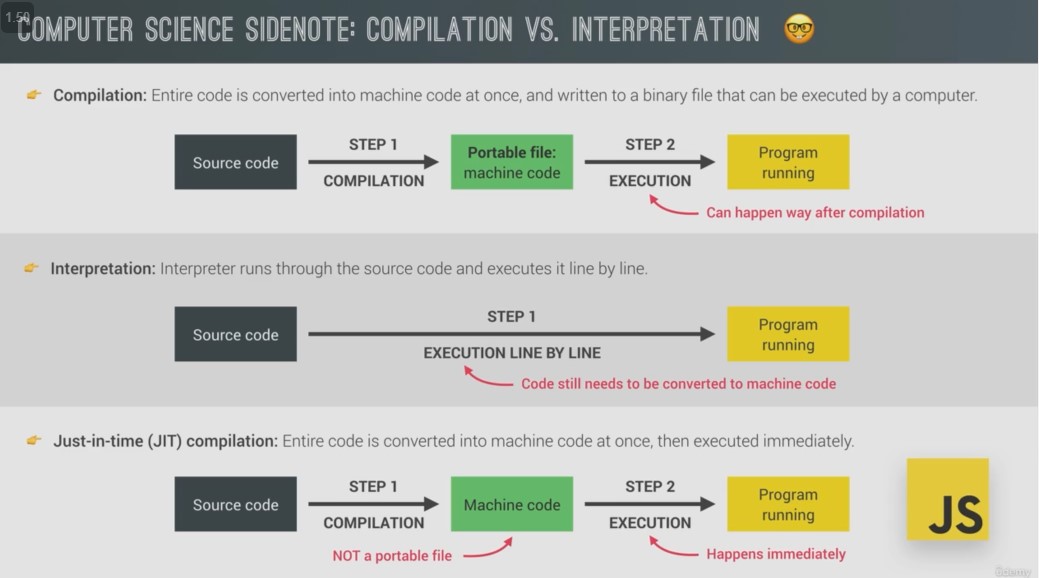 1.50
COMPUTER SCIENCE SIDENOTE: COMPILATION VS. INTERPRETATION
Compilation: Entire code is converted into machine code at once, and written to a binary file that can be executed by a computer.
Source code
STEP 1
COMPILATION
Portable file:
machine code
STEP 2
EXECUTION
Program
running
Can happen way after compilation
Interpretation: Interpreter runs through the source code and executes it line by line.
Source code
STEP 1
EXECUTION LINE BY LINE
Program
running
Code still needs to be converted to machine code
Just-in-time (JIT) compilation: Entire code is converted into machine code at once, then executed immediately.
Source code
STEP 1
COMPILATION
Machine code
STEP 2
EXECUTION
Program
running
NOT a portable file
Happens immediately
JS